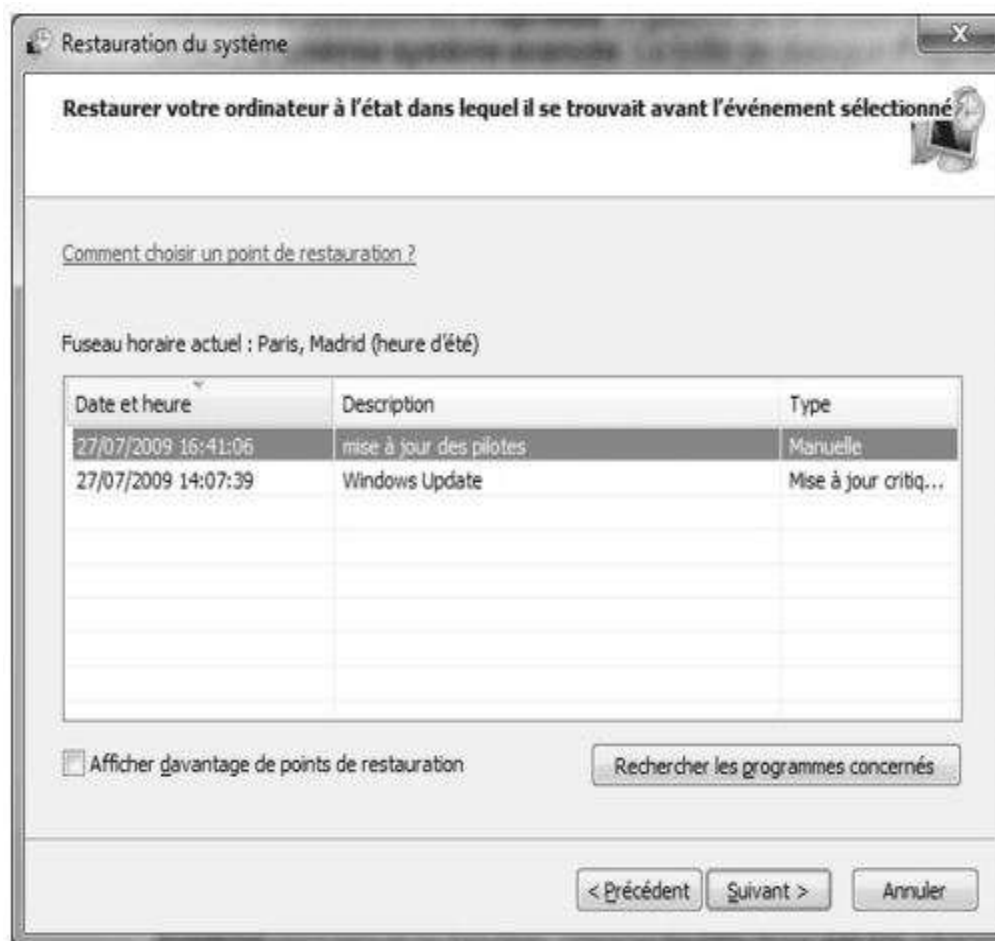 Restauration du système
Restaurer votre ordinateur à l'état dans lequel il se trouvait avant l'événement sélectionné
Comment choisir un point de restauration ?
Fuseau horaire actuel : Paris, Madrid (heure d'été)
Date et heure Description Type
27/07/2009 16:41:06 mise à jour des pilotes Manuelle
27/07/2009 14:07:39 Windows Update Mise à jour critiq...
Afficher davantage de points de restauration Rechercher les programmes concernés
< Précédent Suivant > Annuler